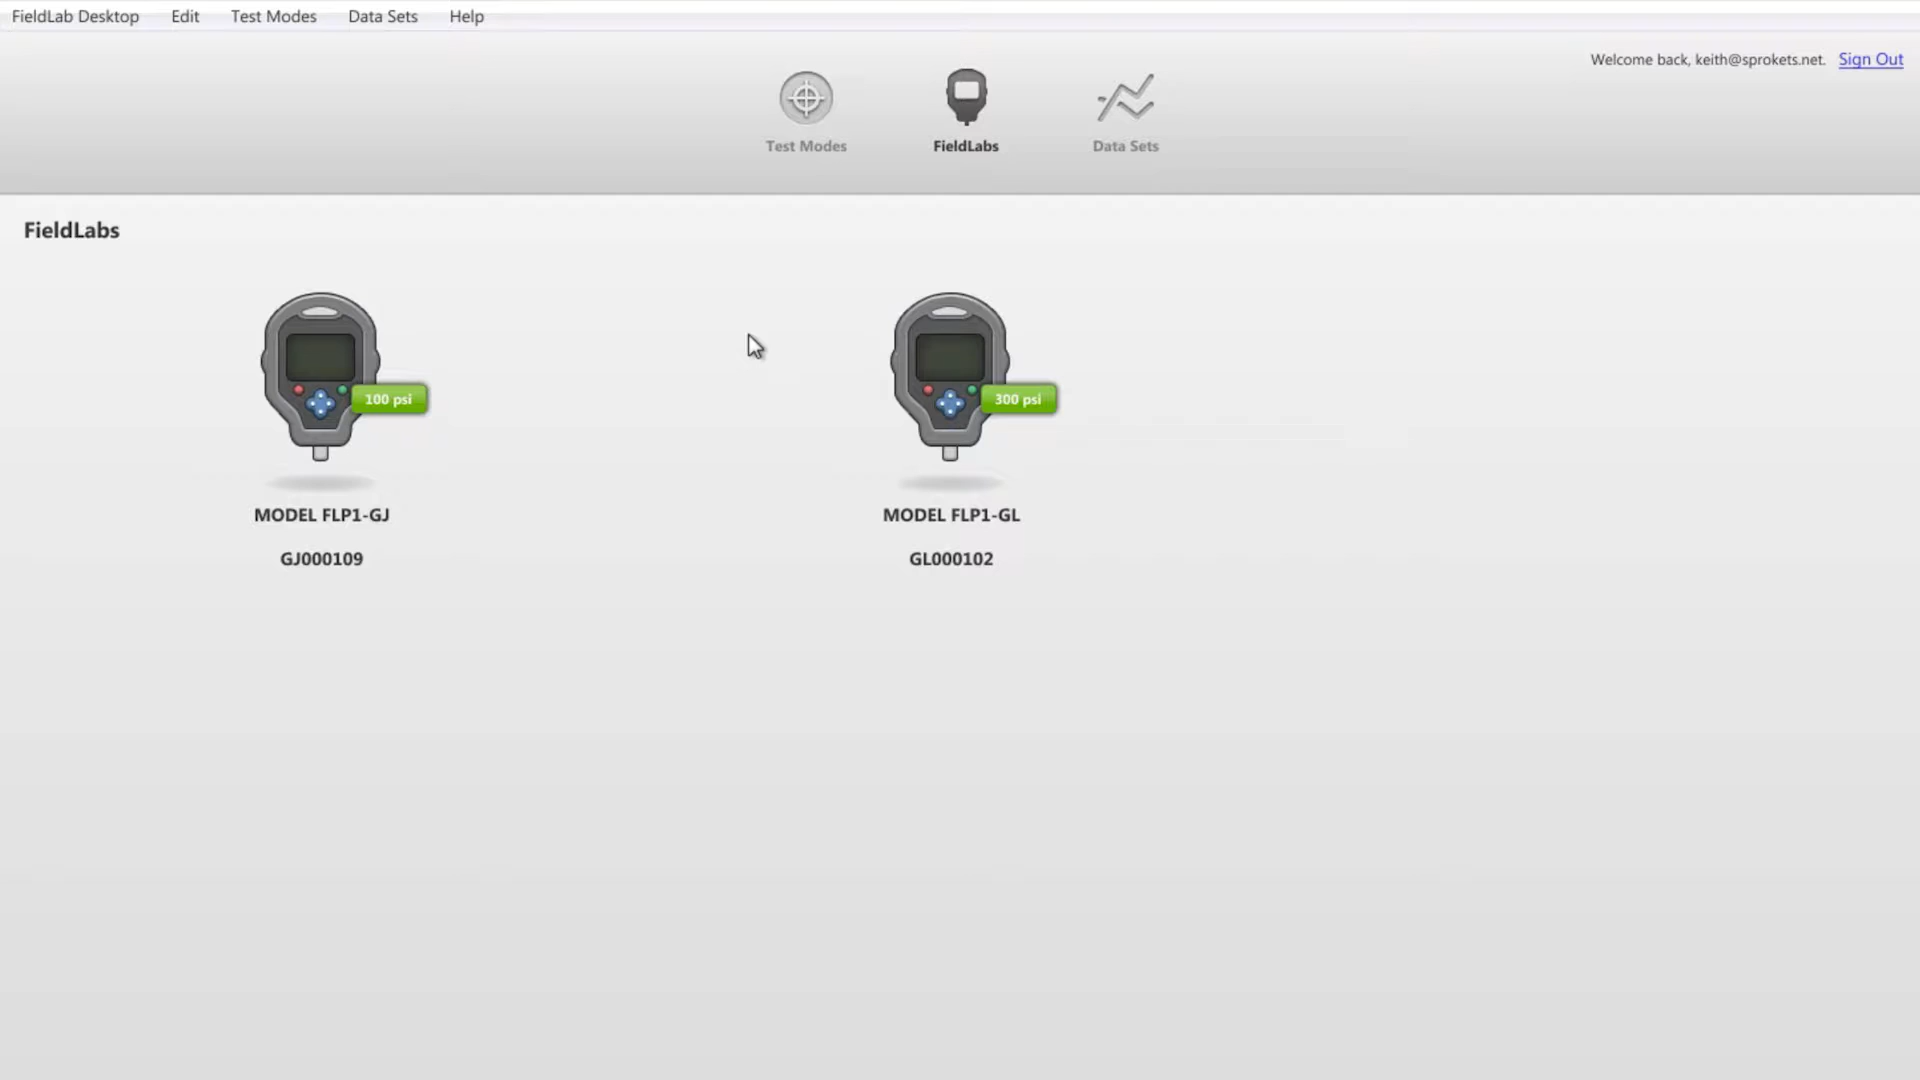 FieldLab Desktop Edit Test Modes Data Sets Help
Welcome back, keith@sprokets.net. Sign Out
Test Modes FieldLabs Data Sets
FieldLabs
100 psi 300 psi
MODEL FLP1-GJ MODEL FLP1-GL
GJ000109 GL000102